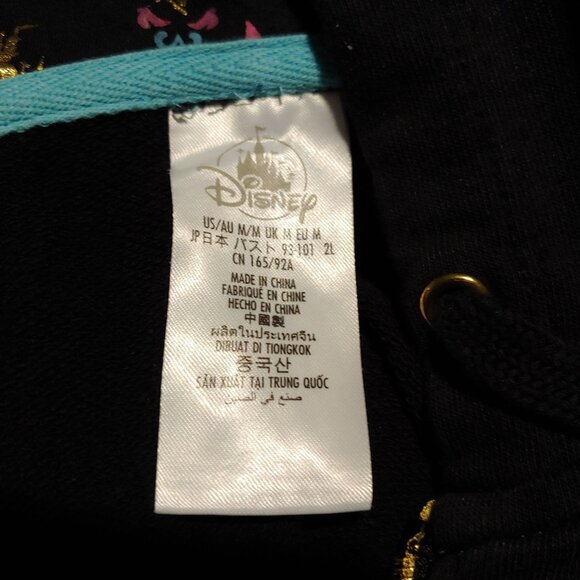 Disney
US/AU M/M UK M EU M
JP日本 バスト 93-101 2L
CN 165/92A
MADE IN CHINA
FABRIQUÉ EN CHINE
HECHO EN CHINA
中國製
ผลิตในประเทศจีน
DIBUAT DI TIONGKOK
중국산
SẢN XUẤT TẠI TRUNG QUỐC
صنع في الصين